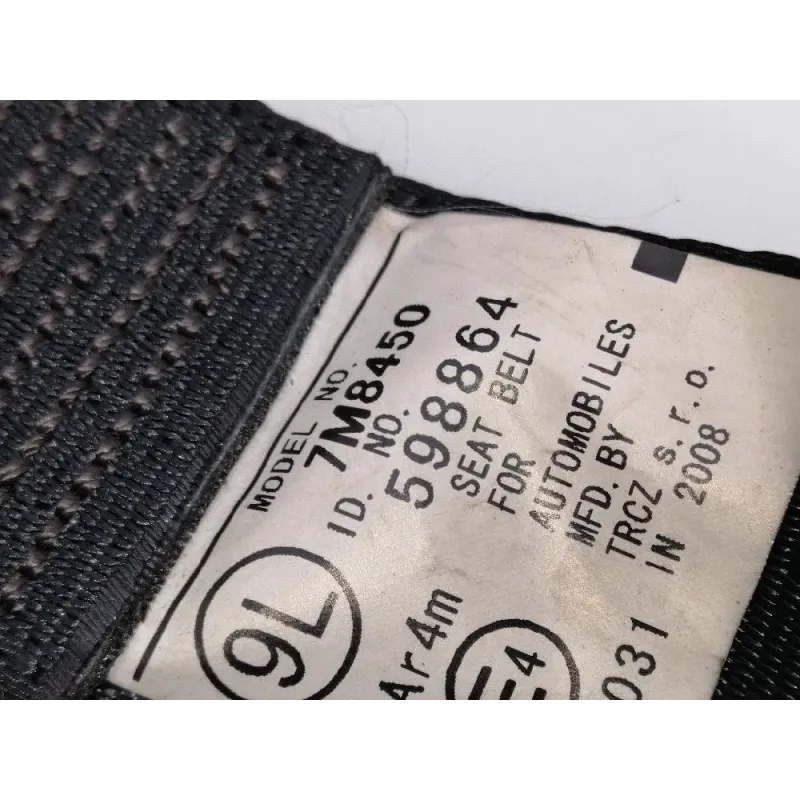 MODEL NO.
7M8450
ID. NO.
598864
SEAT BELT
FOR
AUTOMOBILES
MFD. BY
TRCZ s.r.o.
IN 2008
9L
Ar4m
E4
031